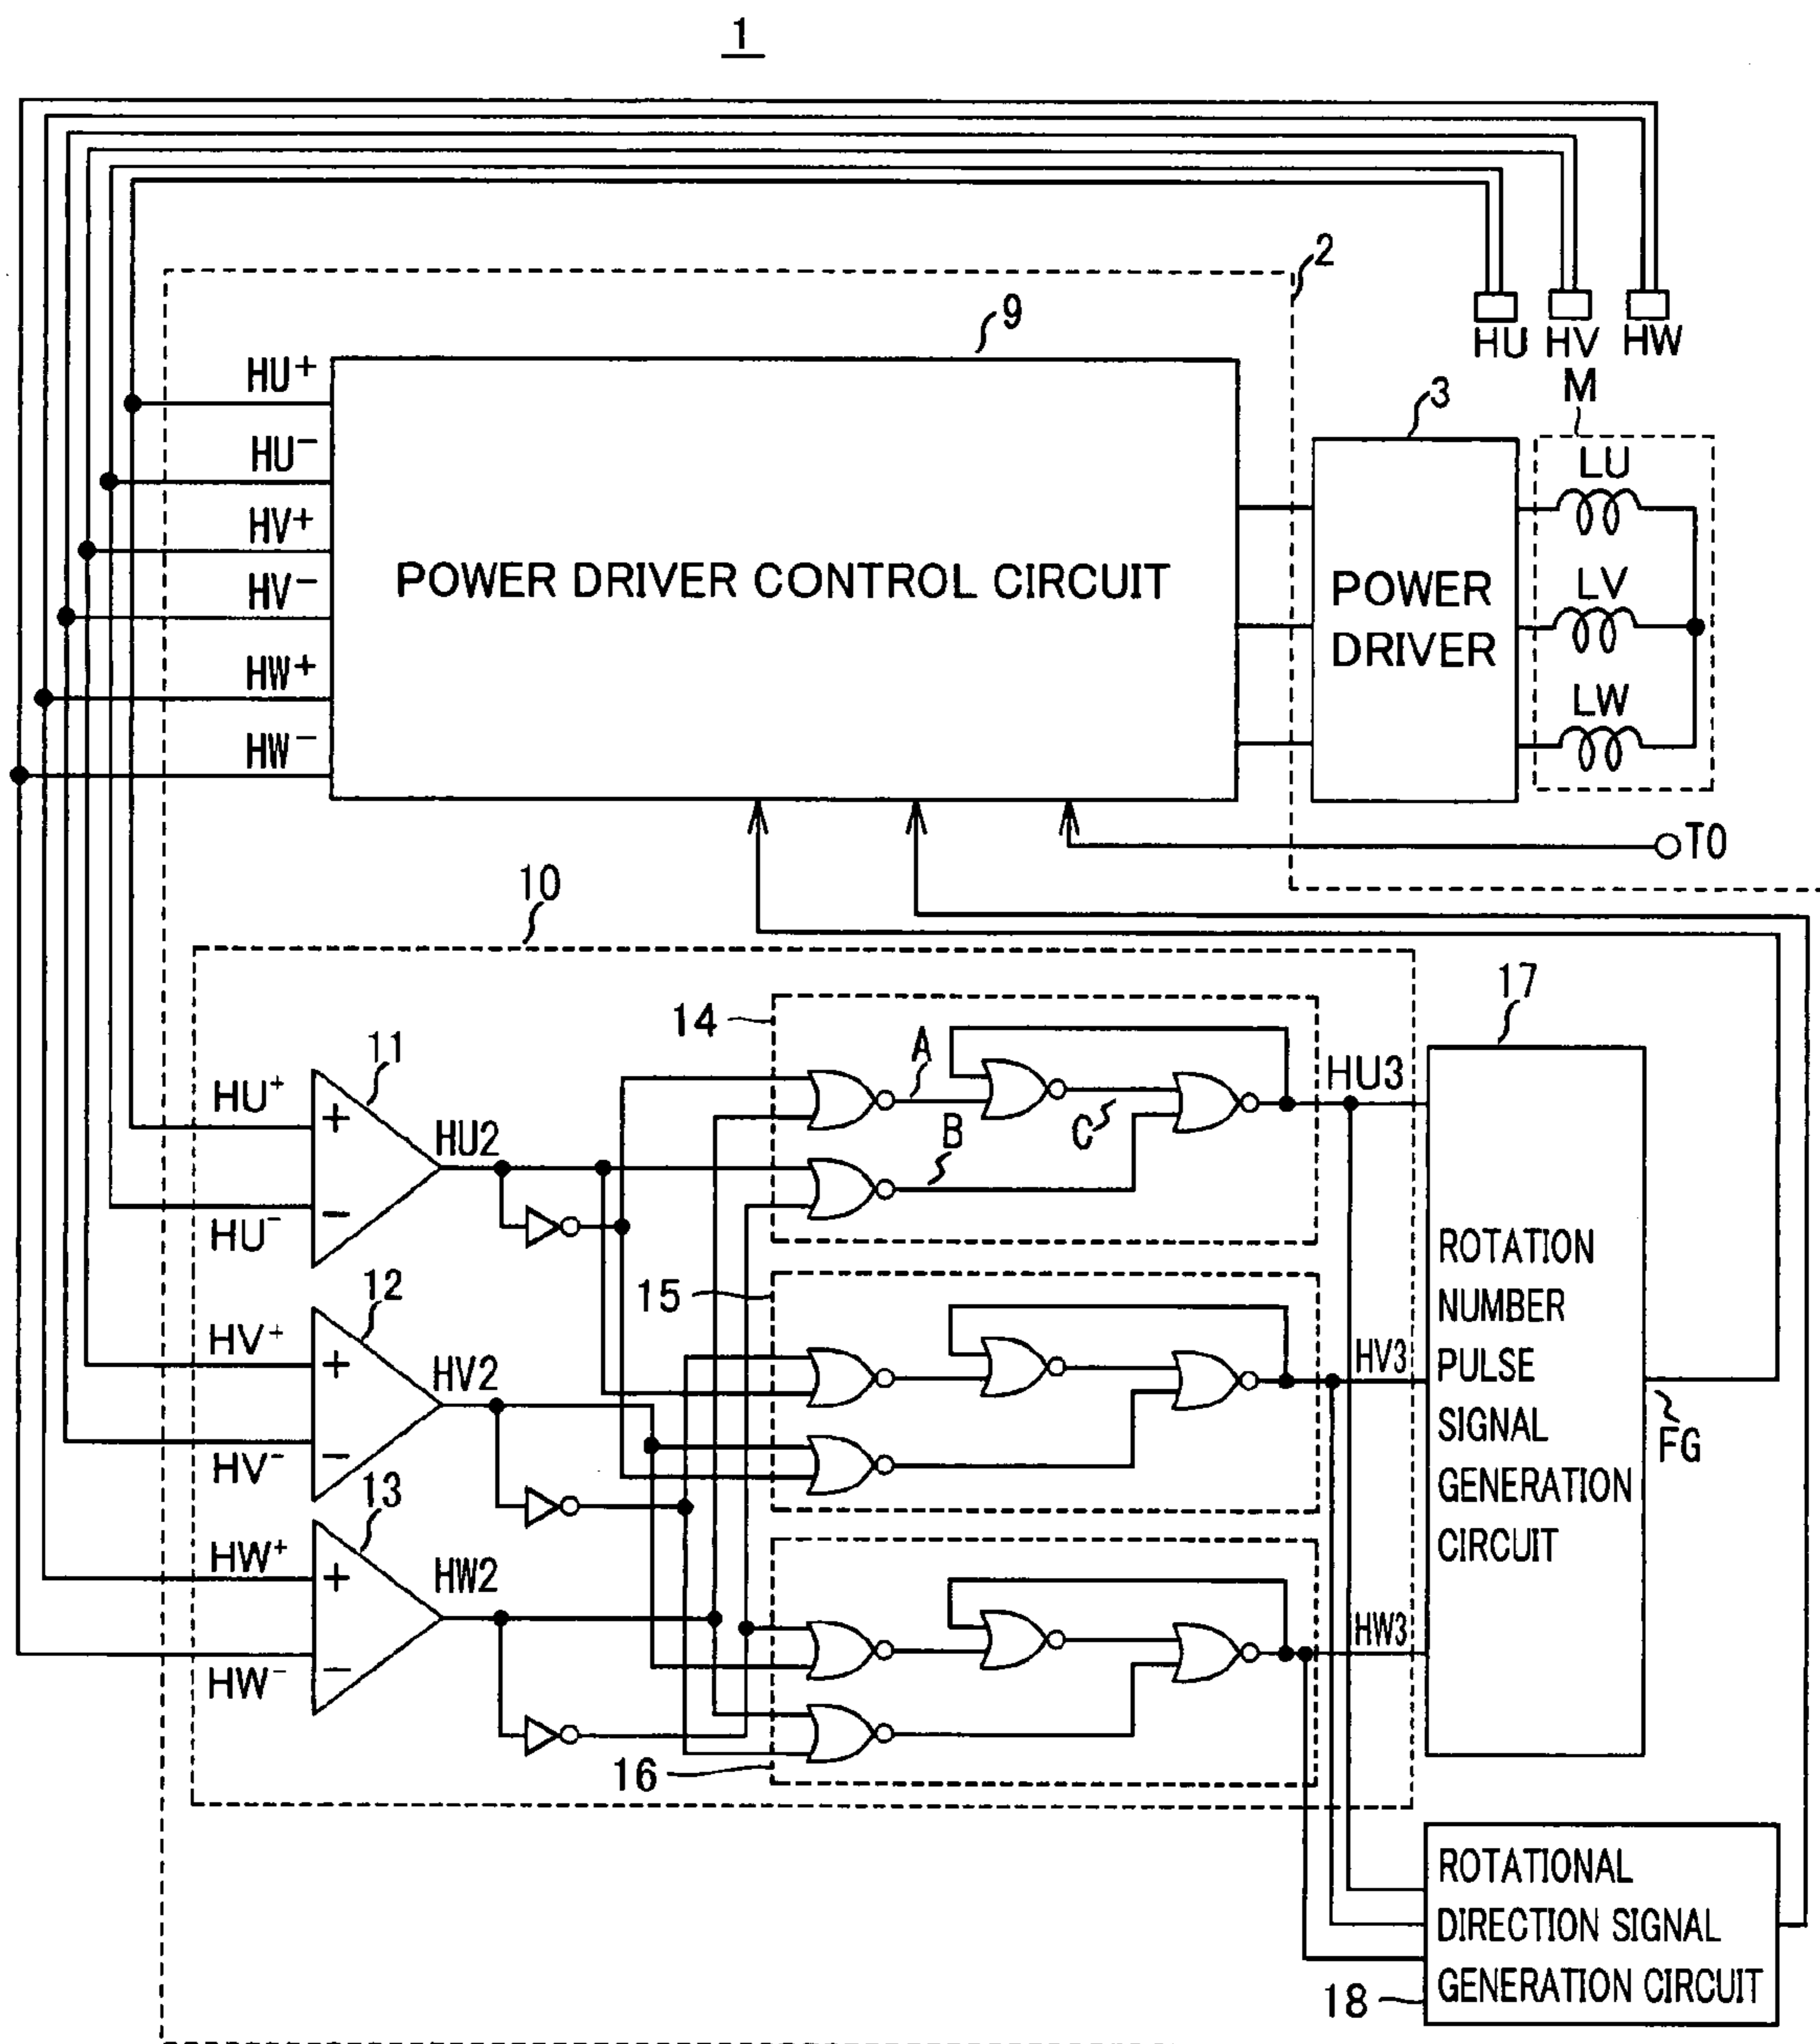 1
2
9
HU HV HW
M
HU+
HU−
HV+
HV−
HW+
HW−
POWER DRIVER CONTROL CIRCUIT
3
POWER
DRIVER
LU
LV
LW
T0
10
14
A
B
C
HU3
17
11
HU+
+
−
HU−
HU2
12
HV+
+
−
HV−
HV2
15
HV3
13
HW+
+
−
HW−
HW2
16
HW3
ROTATION
NUMBER
PULSE
SIGNAL
GENERATION
CIRCUIT
FG
ROTATIONAL
DIRECTION SIGNAL
GENERATION CIRCUIT
18